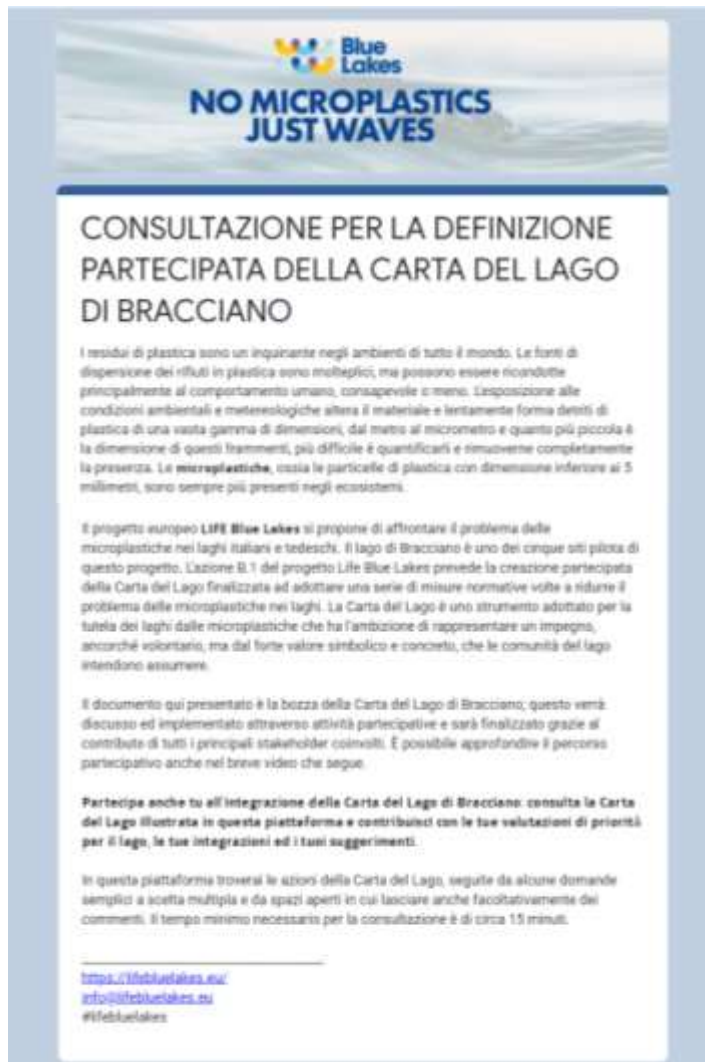 Blue
Lakes
NO MICROPLASTICS
JUST WAVES
CONSULTAZIONE PER LA DEFINIZIONE
PARTECIPATA DELLA CARTA DEL LAGO
DI BRACCIANO
I residui di plastica sono un inquinante negli ambienti di tutto il mondo. Le fonti di
dispersione dei rifiuti in plastica sono molteplici, ma possono essere ricondotte
principalmente al comportamento umano, consapevole o meno. L'esposizione alle
condizioni ambientali e metereologiche altera il materiale e lentamente forma detriti di
plastica di una vasta gamma di dimensioni, dal metro al micrometro e quanto più piccola è
la dimensione di questi frammenti, più difficile è quantificarli e rimuoverne completamente
la presenza. Le microplastiche, ossia le particelle di plastica con dimensione inferiore ai 5
millimetri, sono sempre più presenti negli ecosistemi.
Il progetto europeo LIFE Blue Lakes si propone di affrontare il problema delle
microplastiche nei laghi italiani e tedeschi. Il lago di Bracciano è uno dei cinque siti pilota di
questo progetto. L'azione B.1 del progetto Life Blue Lakes prevede la creazione partecipata
della Carta del Lago finalizzata ad adottare una serie di misure normative volte a ridurre il
problema delle microplastiche nei laghi. La Carta del Lago è uno strumento adottato per la
tutela dei laghi dalle microplastiche che ha l'ambizione di rappresentare un impegno,
ancorché volontario, ma dal forte valore simbolico e concreto, che le comunità del lago
intendono assumere.
Il documento qui presentato è la bozza della Carta del Lago di Bracciano; questo verrà
discusso ed implementato attraverso attività partecipative e sarà finalizzato grazie al
contributo di tutti i principali stakeholder coinvolti. È possibile approfondire il percorso
partecipativo anche nel breve video che segue.
Partecipa anche tu all'integrazione della Carta del Lago di Bracciano: consulta la Carta
del Lago illustrata in questa piattaforma e contribuisci con le tue valutazioni di priorità
per il lago, le tue integrazioni ed i tuoi suggerimenti.
In questa piattaforma troverai le azioni della Carta del Lago, seguite da alcune domande
semplici a scelta multipla e da spazi aperti in cui lasciare anche facoltativamente dei
commenti. Il tempo minimo necessario per la consultazione è di circa 15 minuti.
https://lifebluelakes.eu/
info@lifebluelakes.eu
#lifebluelakes